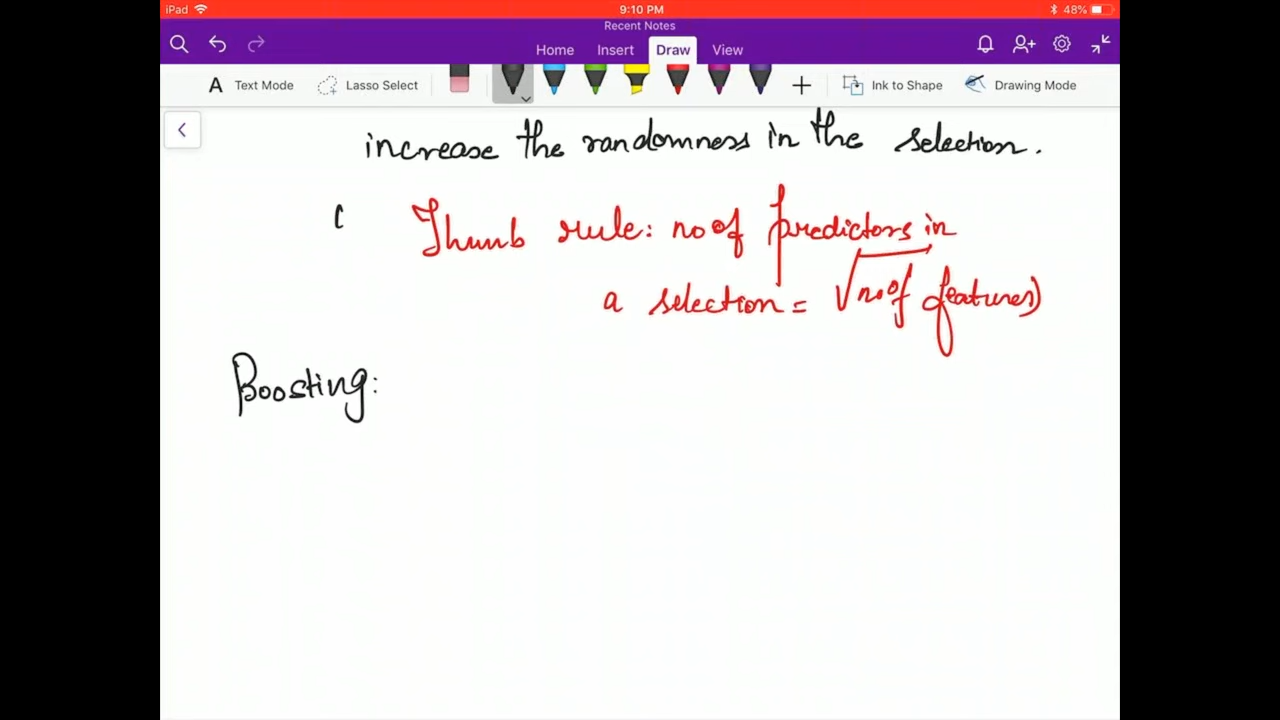 iPad 9:10 PM 48%
Recent Notes
Home Insert Draw View
A Text Mode Lasso Select Ink to Shape Drawing Mode
increase the randomness in the selection.
Thumb rule: no of predictors in
a selection = √no of features)
Boosting: